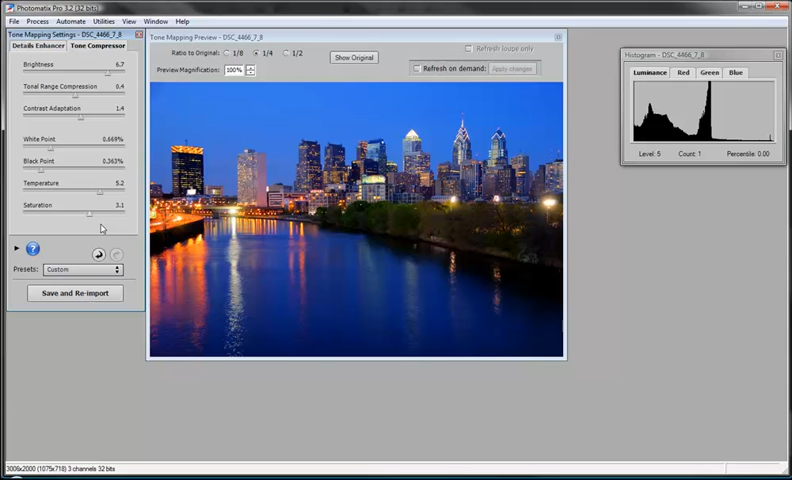 Photomatix Pro 3.2 (32 bits)
File Process Automate Utilities View Window Help
Tone Mapping Settings - DSC_4466_7_8
Details Enhancer Tone Compressor
Brightness 6.7
Tonal Range Compression 0.4
Contrast Adaptation 1.4
White Point 0.669%
Black Point 0.363%
Temperature 5.2
Saturation 3.1
?
Presets: Custom
Save and Re-import
Tone Mapping Preview - DSC_4466_7_8
Ratio to Original: 1/8 1/4 1/2
Show Original
Refresh loupe only
Preview Magnification: 100%
Refresh on demand: Apply changes
Histogram - DSC_4466_7_8
Luminance Red Green Blue
Level: 5 Count: 1 Percentile: 0.00
3006x2000 (1075x718) 3 channels 32 bits